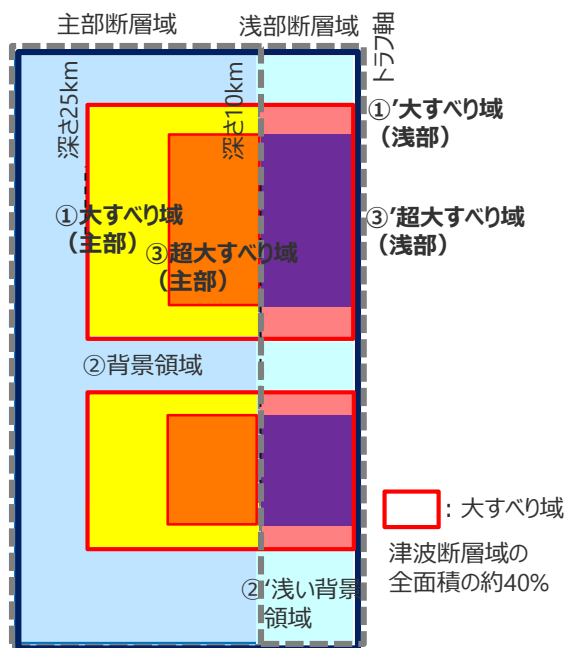 主部断層域
浅部断層域
トラフ軸
深さ25km
深さ10km
①'大すべり域
（浅部）
①大すべり域
（主部）
③'超大すべり域
（浅部）
③超大すべり域
（主部）
②背景領域
: 大すべり域
津波断層域の
全面積の約40%
②'浅い背景
領域